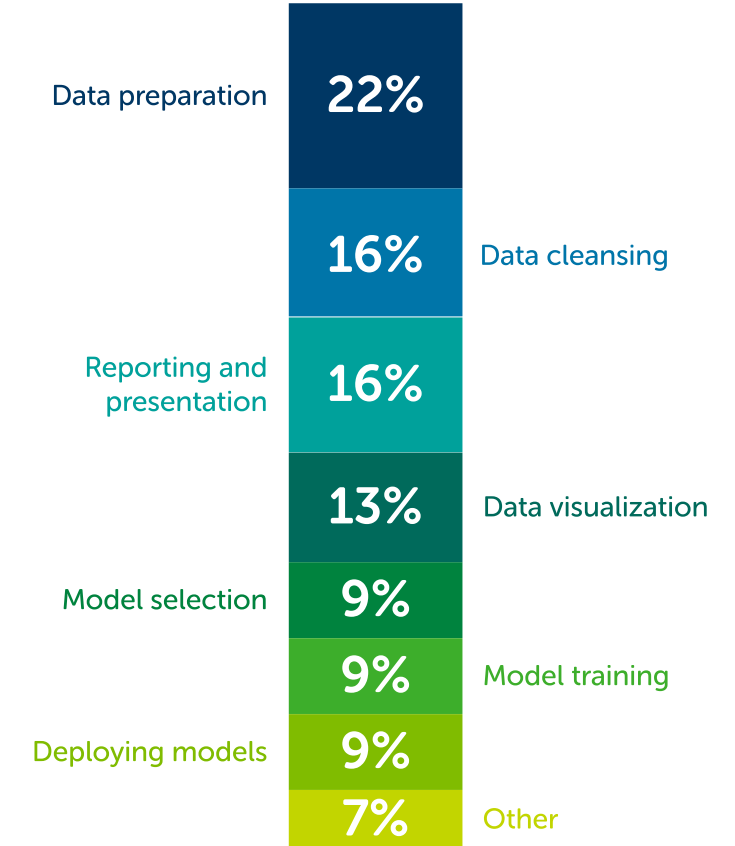 Data preparation
22%
16%
Data cleansing
Reporting and
presentation
16%
13%
Data visualization
Model selection
9%
9%
Model training
Deploying models
9%
7%
Other